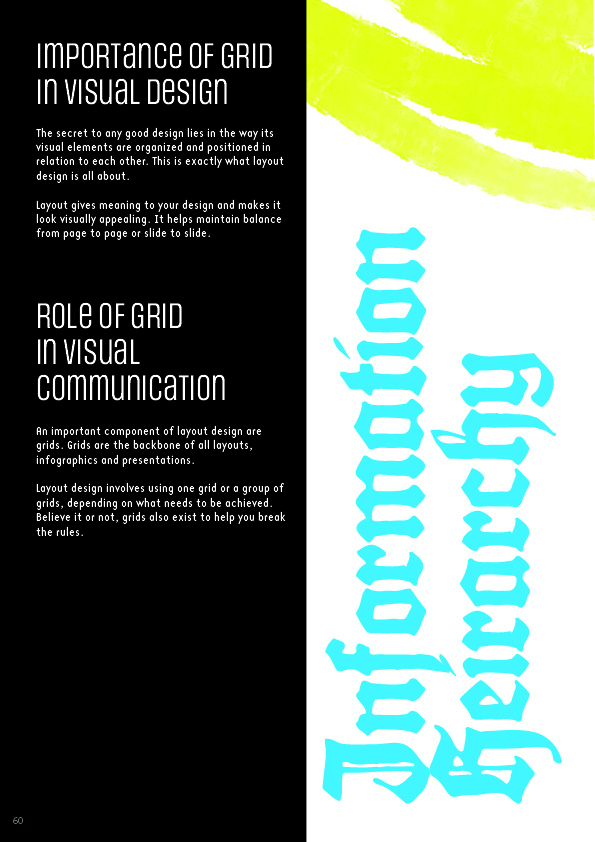 Importance of Grid
in Visual Design
The secret to any good design lies in the way its
visual elements are organized and positioned in
relation to each other. This is exactly what layout
design is all about.
Layout gives meaning to your design and makes it
look visually appealing. It helps maintain balance
from page to page or slide to slide.
Role of Grid
in Visual
Communication
An important component of layout design are
grids. Grids are the backbone of all layouts,
infographics and presentations.
Layout design involves using one grid or a group of
grids, depending on what needs to be achieved.
Believe it or not, grids also exist to help you break
the rules.
Information
Heirarchy
60